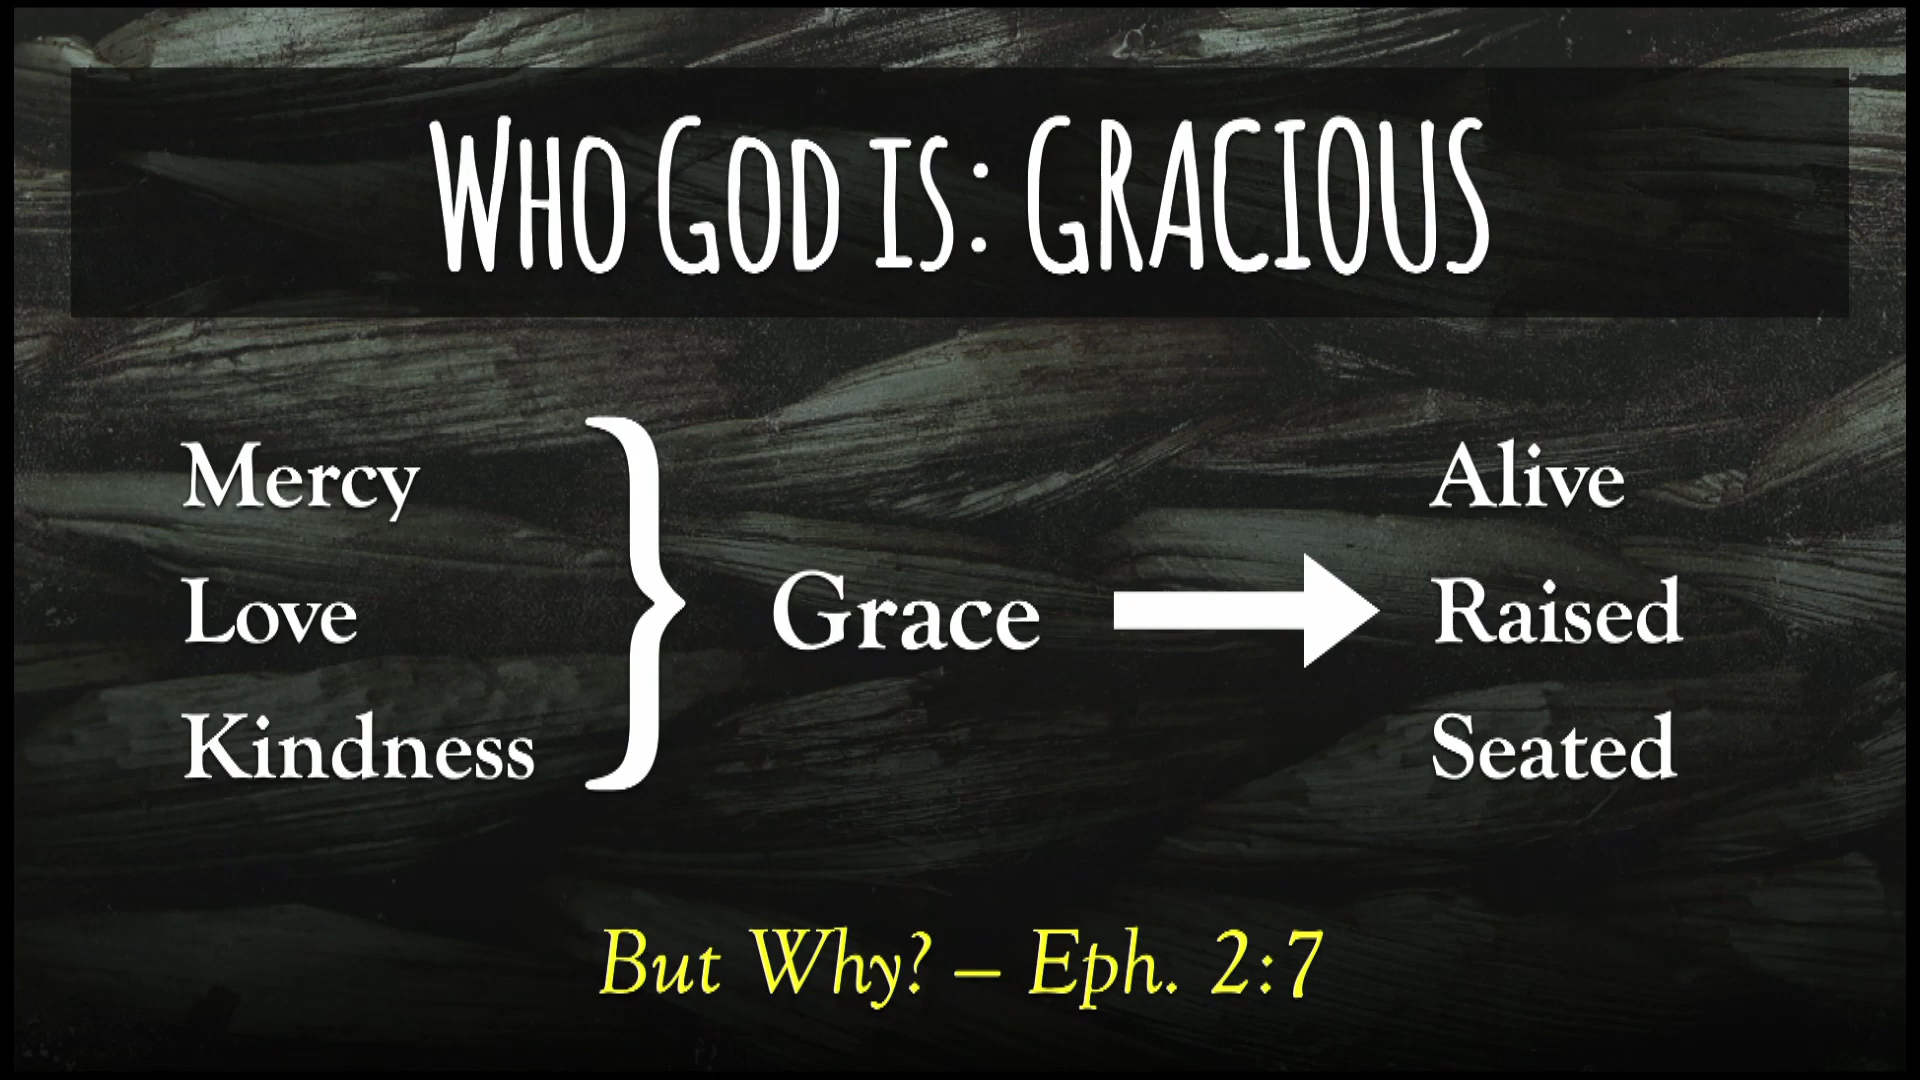 Who God is: GRACIOUS
Mercy
Love
Kindness
Grace
Alive
Raised
Seated
But Why? – Eph. 2:7